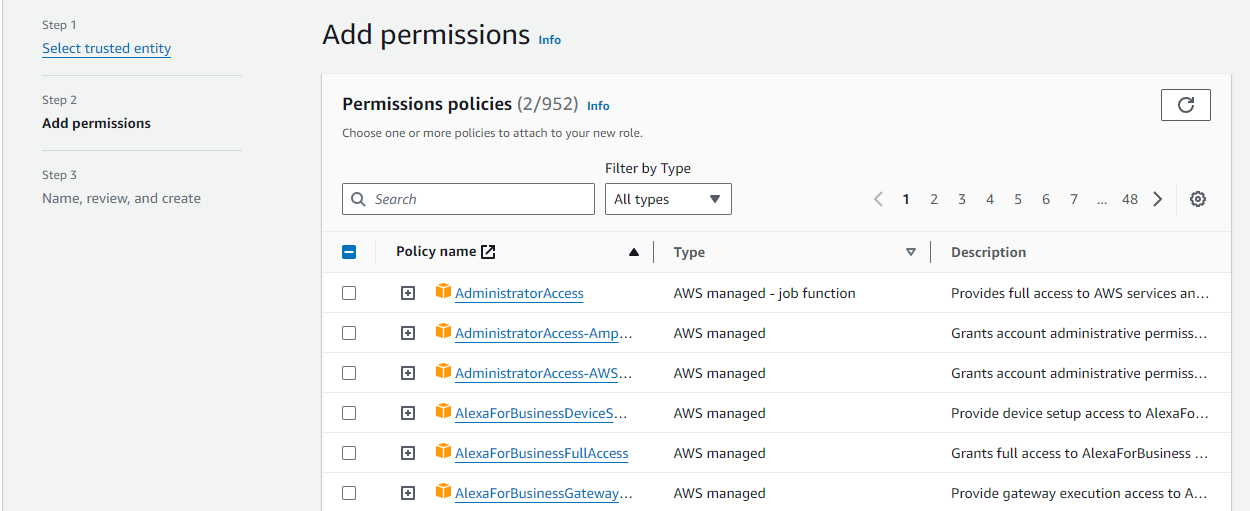 Step 1
Select trusted entity
Step 2
Add permissions
Step 3
Name, review, and create
Add permissions Info
Permissions policies (2/952) Info
Choose one or more policies to attach to your new role.
Filter by Type
Search
All types
1 2 3 4 5 6 7 ... 48
Policy name Type Description
AdministratorAccess AWS managed - job function Provides full access to AWS services an...
AdministratorAccess-Amp... AWS managed Grants account administrative permiss...
AdministratorAccess-AWS... AWS managed Grants account administrative permiss...
AlexaForBusinessDeviceS... AWS managed Provide device setup access to AlexaFo...
AlexaForBusinessFullAccess AWS managed Grants full access to AlexaForBusiness ...
AlexaForBusinessGateway... AWS managed Provide gateway execution access to A...